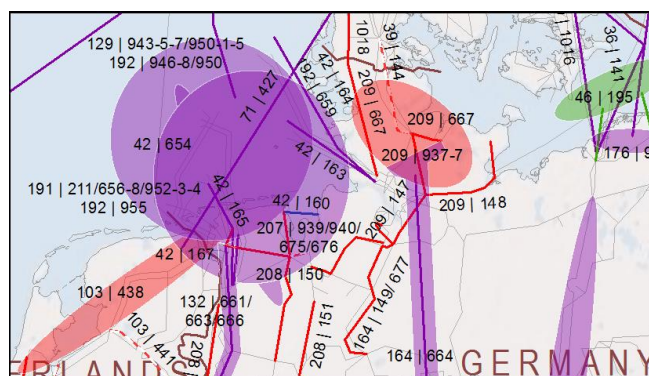 129 | 943-5-7/950-1-5
192 | 946-8/950
71 | 427
192 | 659
42 | 164
1018
209 | 667
39 | 144
1016
36 | 141
46 | 195
209 | 667
42 | 654
42 | 163
209 | 937-7
176 | 9
191 | 211/656-8/952-3-4
192 | 955
42 | 165
42 | 160
209 | 147
209 | 148
207 | 939/940/
675/676
42 | 167
208 | 150
103 | 438
132 | 661/
663/666
164 | 149/ 677
103 | 441
208 |
208 | 151
164 | 664
ERLANDS
GERMANY